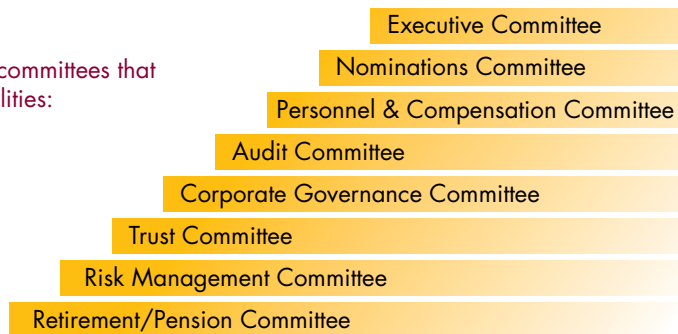 committees that
lities:
Executive Committee
Nominations Committee
Personnel & Compensation Committee
Audit Committee
Corporate Governance Committee
Trust Committee
Risk Management Committee
Retirement/Pension Committee